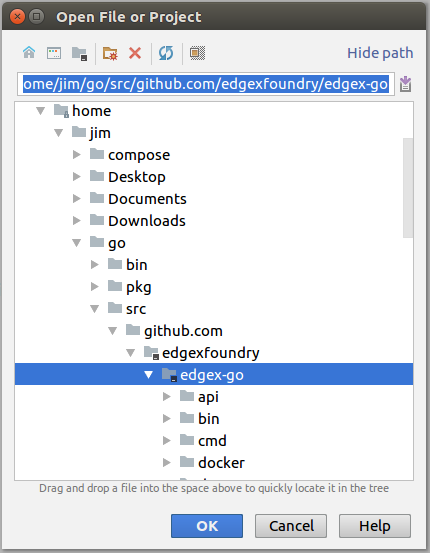 Open File or Project
Hide path
ome/jim/go/src/github.com/edgexfoundry/edgex-go
home
jim
compose
Desktop
Documents
Downloads
go
bin
pkg
src
github.com
edgexfoundry
edgex-go
api
bin
cmd
docker
Drag and drop a file into the space above to quickly locate it in the tree
OK
Cancel
Help